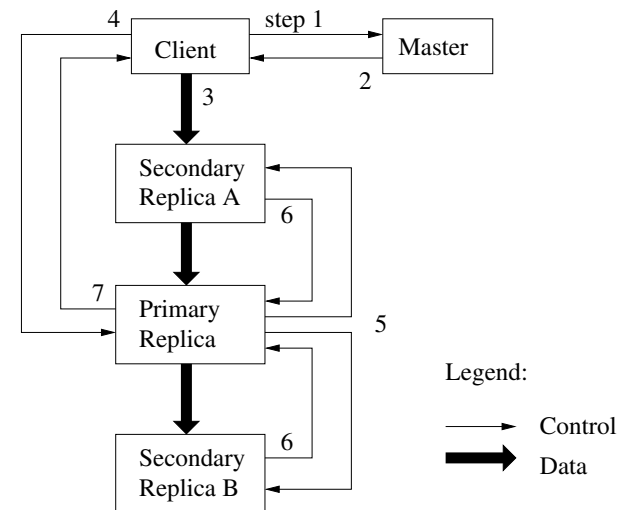 4
step 1
Client
Master
2
3
Secondary
Replica A
6
7
Primary
Replica
5
Legend:
Control
6
Secondary
Replica B
Data